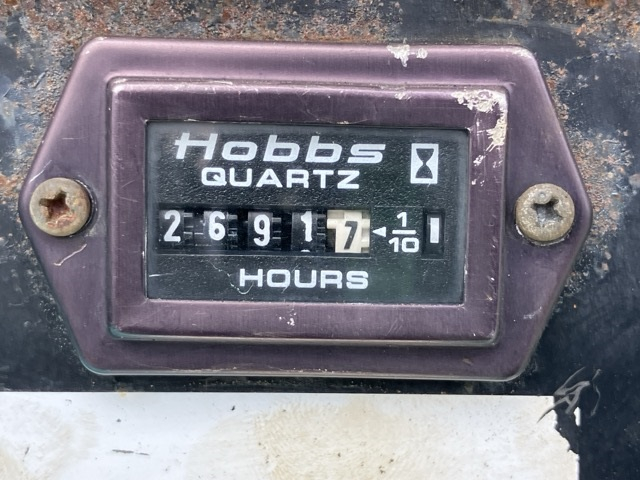 Hobbs
QUARTZ
2 6 9 1 7 ◄ 1/10
HOURS